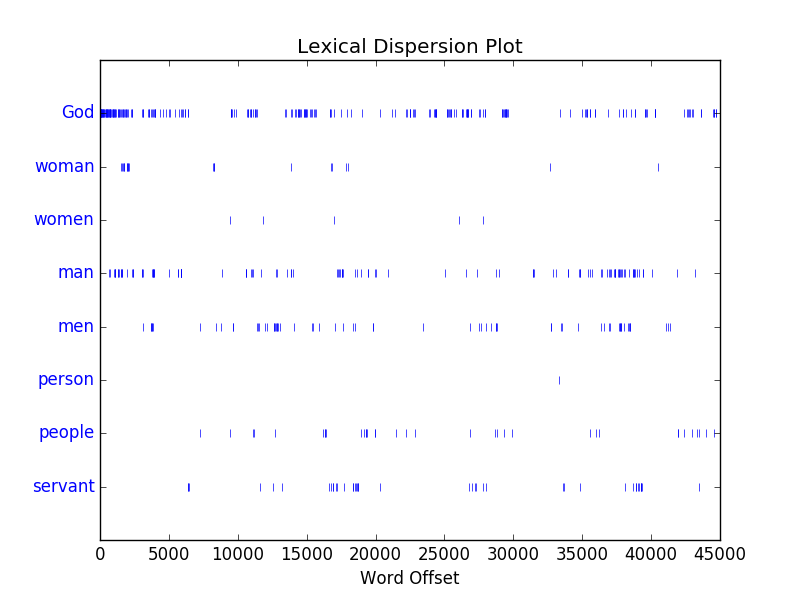 Lexical Dispersion Plot
God
woman
women
man
men
person
people
servant
0 5000 10000 15000 20000 25000 30000 35000 40000 45000
Word Offset